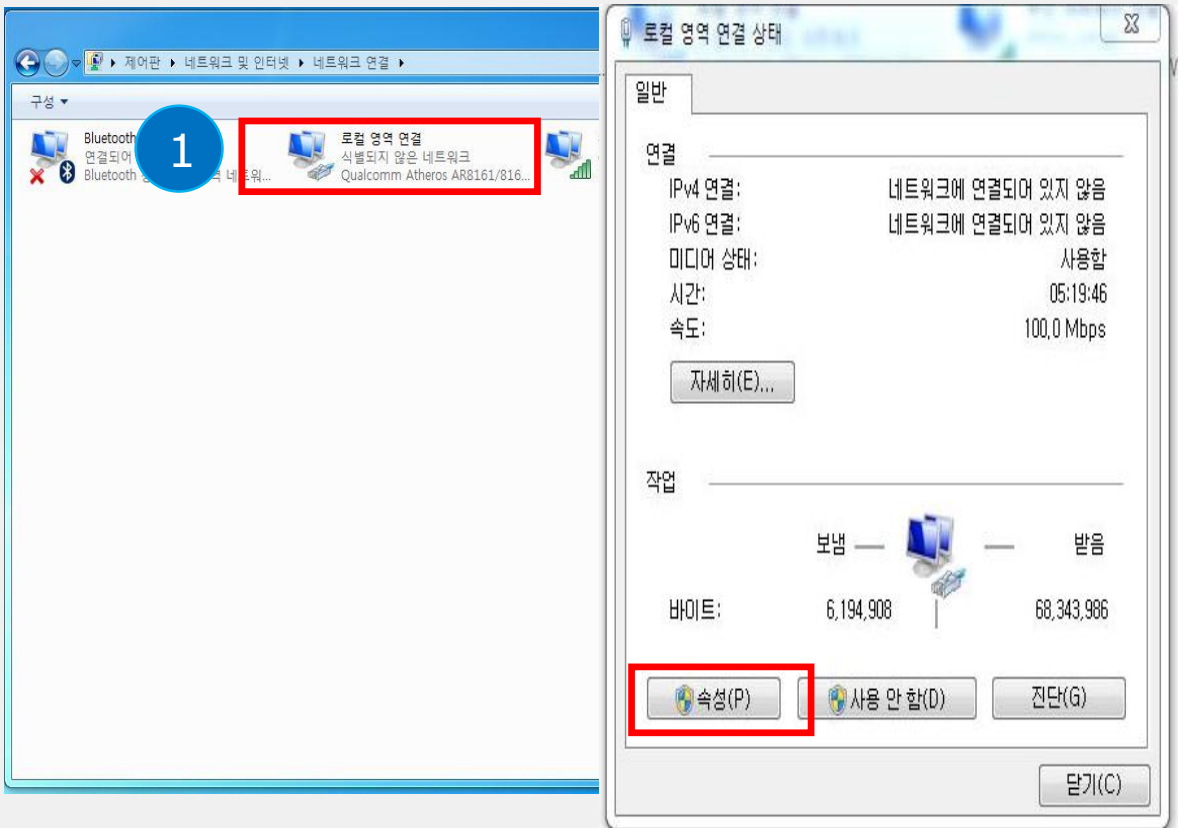 제어판 ▸ 네트워크 및 인터넷 ▸ 네트워크 연결 ▸
구성 ▾
Bluetooth
연결되어
Bluetooth 네트워...
1
로컬 영역 연결
식별되지 않은 네트워크
Qualcomm Atheros AR8161/816...
로컬 영역 연결 상태
일반
연결
IPv4 연결: 네트워크에 연결되어 있지 않음
IPv6 연결: 네트워크에 연결되어 있지 않음
미디어 상태: 사용함
시간: 05:19:46
속도: 100,0 Mbps
자세히(E)...
작업
보냄 받음
바이트: 6,194,908 68,343,986
속성(P) 사용 안 함(D) 진단(G)
닫기(C)